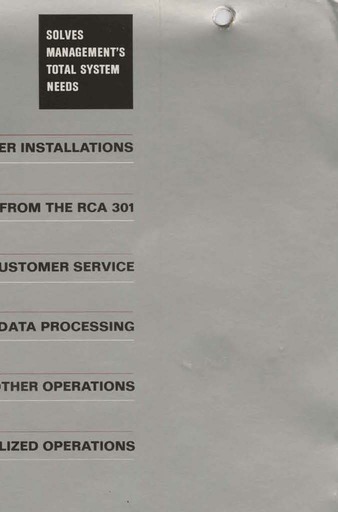 SOLVES
MANAGEMENT'S
TOTAL SYSTEM
NEEDS
ER INSTALLATIONS
FROM THE RCA 301
USTOMER SERVICE
DATA PROCESSING
THER OPERATIONS
LIZED OPERATIONS